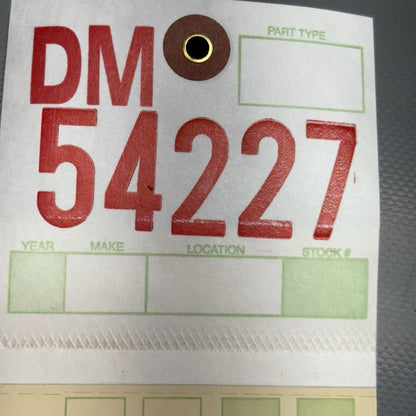 DM
PART TYPE
54227
YEAR MAKE LOCATION STOCK #